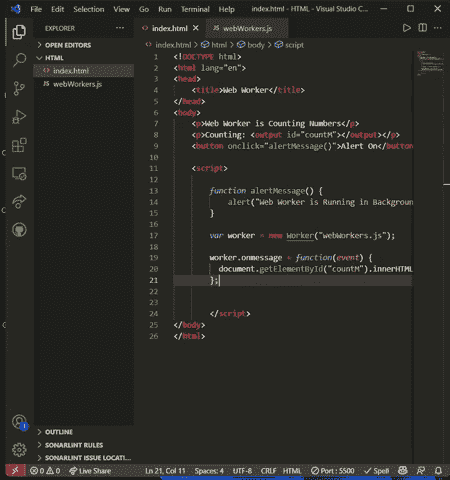 File Edit Selection View Go Run Terminal Help index.html - Visual Studio C...
EXPLORER ...
index.html webWorkers.js
OPEN EDITORS
HTML
index.html
webWorkers.js
index.html > html > body > script
1 <!DOCTYPE html>
2 <html lang="en">
3 <head>
4 <title>Web Worker</title>
5 </head>
6 <body>
7 <p>Web Worker is Counting Numbers</p>
8 <p>Counting: <output id="countM"></output></p>
9 <button onclick="alertMessage()">Alert On</button
10
11 <script>
12
13 function alertMessage() {
14 alert("Web Worker is Running in Background
15 }
16
17 var worker = new Worker("webWorkers.js");
18
19 worker.onmessage = function(event) {
20 document.getElementById("countM").innerHTML
21 };
22
23
24 </script>
25 </body>
26 </html>
OUTLINE
SONARLINT RULES
SONARLINT ISSUE LOCATI...
1
0 0 Live Share Ln 21, Col 11 Spaces: 4 UTF-8 CRLF HTML Port : 5500 Spell